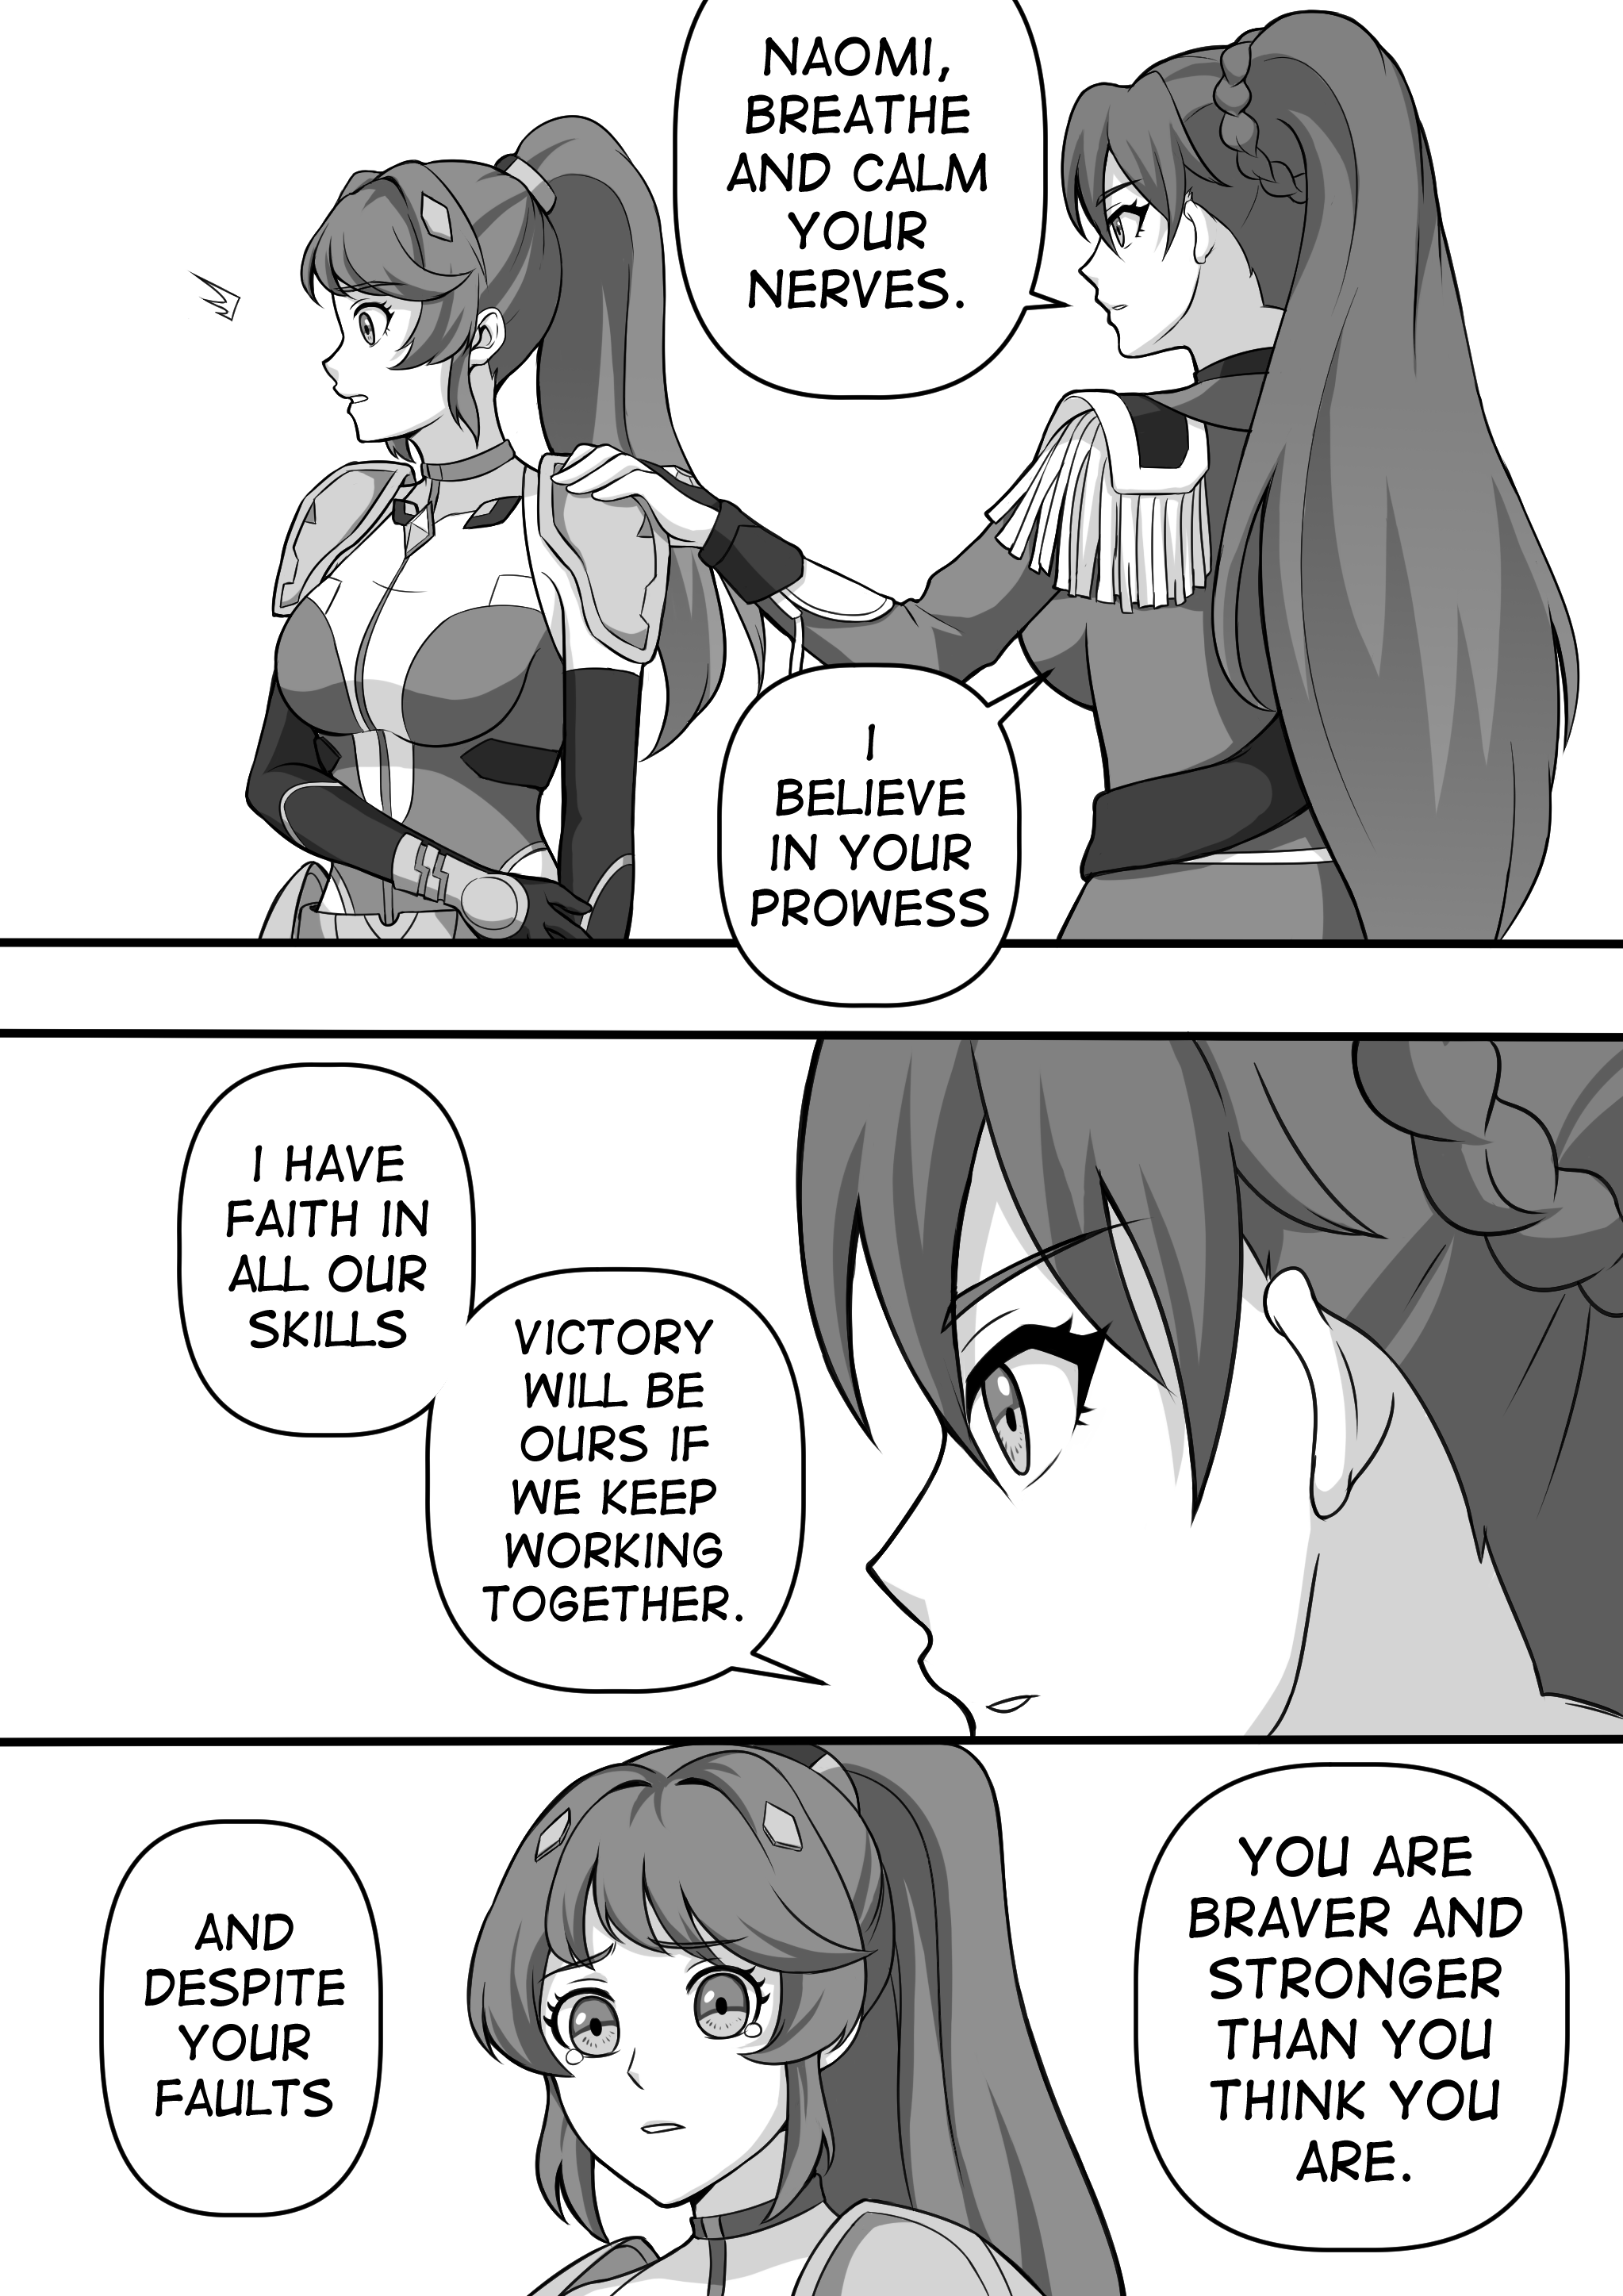 NAOMI,
BREATHE
AND CALM
YOUR
NERVES.
I
BELIEVE
IN YOUR
PROWESS
I HAVE
FAITH IN
ALL OUR
SKILLS
VICTORY
WILL BE
OURS IF
WE KEEP
WORKING
TOGETHER.
AND
DESPITE
YOUR
FAULTS
YOU ARE
BRAVER AND
STRONGER
THAN YOU
THINK YOU
ARE.